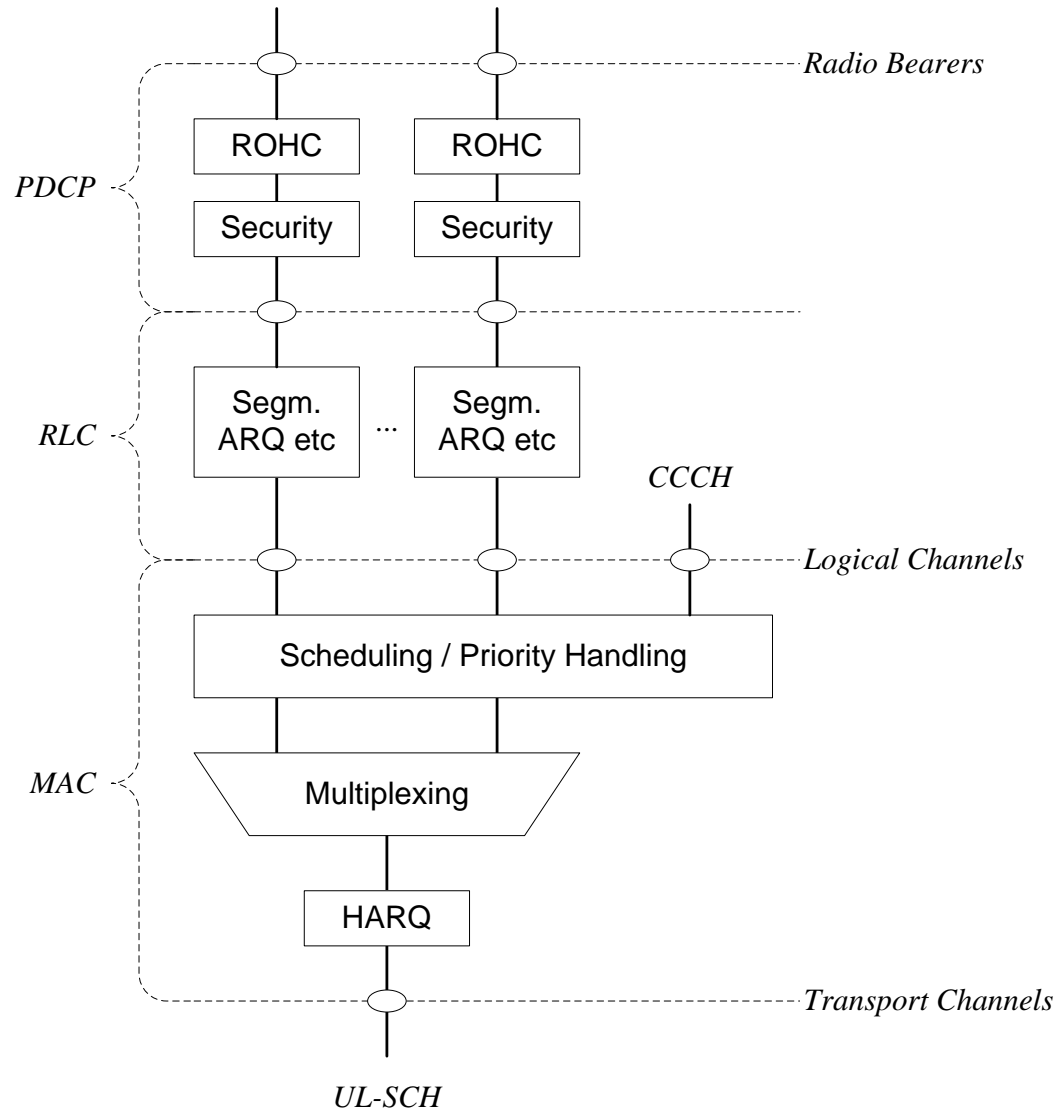 Radio Bearers
ROHC
ROHC
PDCP
Security
Security
Segm.
ARQ etc
...
Segm.
ARQ etc
RLC
CCCH
Logical Channels
Scheduling / Priority Handling
MAC
Multiplexing
HARQ
Transport Channels
UL-SCH